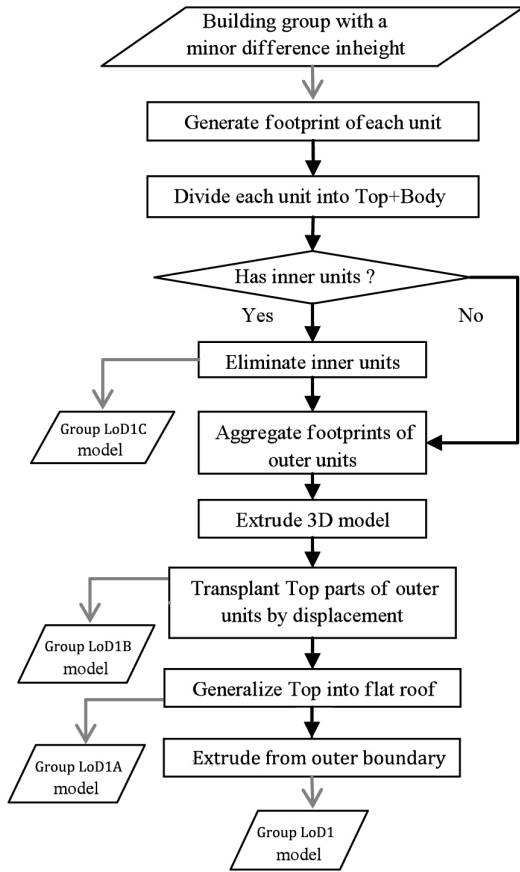 Building group with a
minor difference inheight
Generate footprint of each unit
Divide each unit into Top+Body
Has inner units ?
Yes
No
Eliminate inner units
Group LoD1C
model
Aggregate footprints of
outer units
Extrude 3D model
Transplant Top parts of outer
units by displacement
Group LoD1B
model
Generalize Top into flat roof
Group LoD1A
model
Extrude from outer boundary
Group LoD1
model